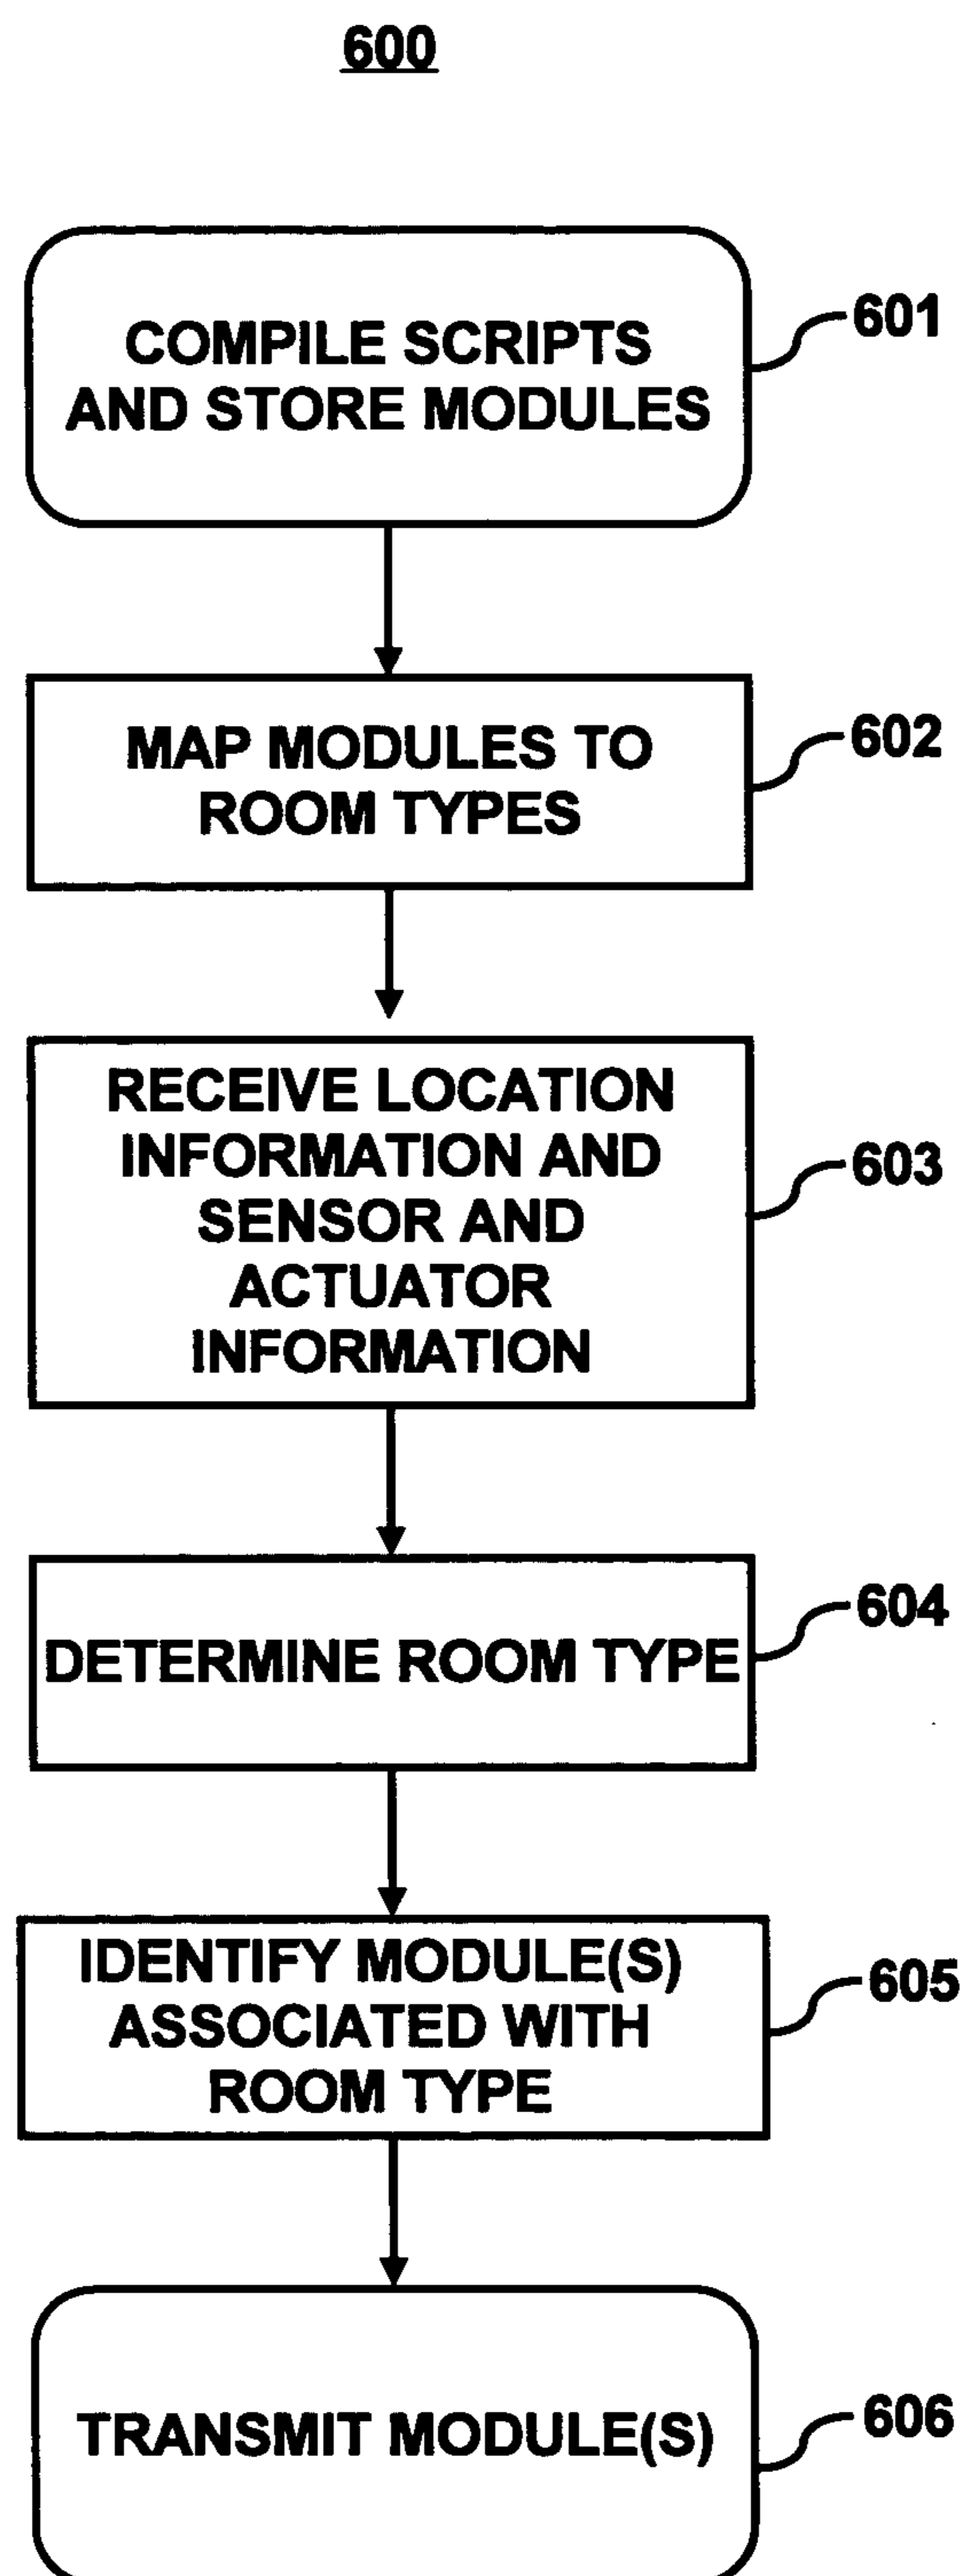 600
COMPILE SCRIPTS
AND STORE MODULES
601
MAP MODULES TO
ROOM TYPES
602
RECEIVE LOCATION
INFORMATION AND
SENSOR AND
ACTUATOR
INFORMATION
603
DETERMINE ROOM TYPE
604
IDENTIFY MODULE(S)
ASSOCIATED WITH
ROOM TYPE
605
TRANSMIT MODULE(S)
606